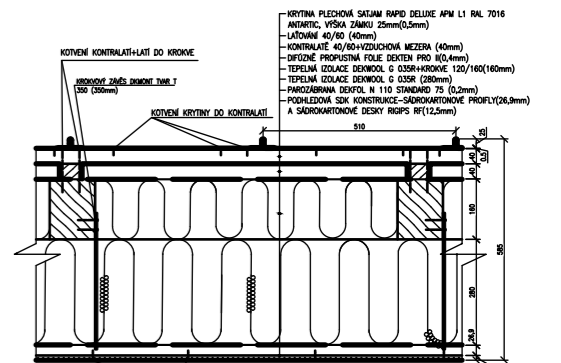 KRYTINA PLECHOVÁ SATJAM RAPID DELUXE APM L1 RAL 7016
ANTARTIC, VÝŠKA ZÁMKU 25mm(0,5mm)
LAŤOVÁNÍ 40/60 (40mm)
KONTRALATĚ 40/60+VZDUCHOVÁ MEZERA (40mm)
DIFÚZNĚ PROPUSTNÁ FOLIE DEKTEN PRO II(0,4mm)
TEPELNÁ IZOLACE DEKWOOL G 035R+KROKVE 120/160(160mm)
TEPELNÁ IZOLACE DEKWOOL G 035R (280mm)
PAROZÁBRANA DEKFOL N 110 STANDARD 75 (0,2mm)
PODHLEDOVÁ SDK KONSTRUKCE-SÁDROKARTONOVÉ PROIFLY(26,9mm)
A SÁDROKARTONOVÉ DESKY RIGIPS RF(12,5mm)
KOTVENÍ KONTRALATÍ+LATÍ DO KROKVE
KROKVOVÝ ZÁVĚS DKMONT TVAR T
350 (350mm)
KOTVENÍ KRYTINY DO KONTRALATÍ
510
25
0,5
40
40
160
585
280
26,9